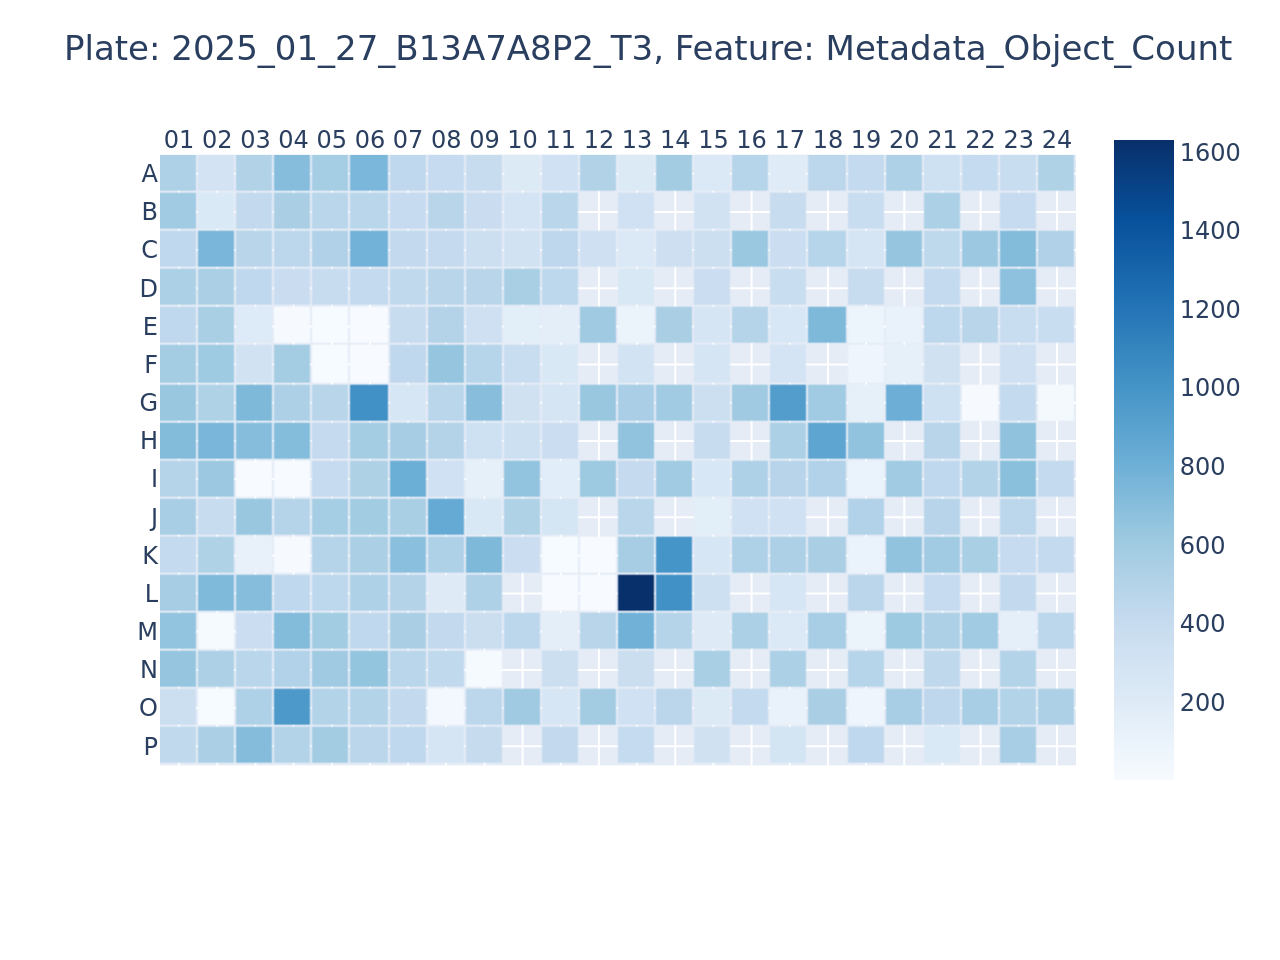 Plate: 2025_01_27_B13A7A8P2_T3, Feature: Metadata_Object_Count
01 02 03 04 05 06 07 08 09 10 11 12 13 14 15 16 17 18 19 20 21 22 23 24
A
B
C
D
E
F
G
H
I
J
K
L
M
N
O
P
1600
1400
1200
1000
800
600
400
200